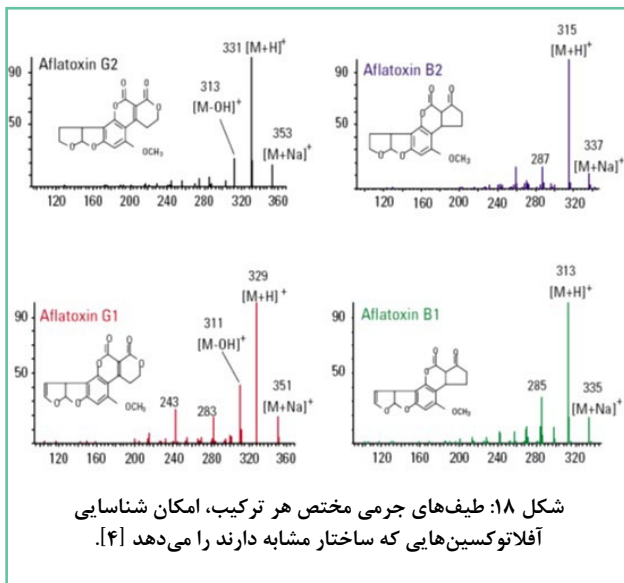 Aflatoxin G2
331 [M+H]+
90
313
[M-OH]+
50
353
[M+Na]+
OCH3
120 160 200 240 280 320 360
Aflatoxin B2
315
[M+H]+
90
50
287
337
[M+Na]+
OCH3
120 160 200 240 280 320
Aflatoxin G1
329
[M+H]+
90
311
[M-OH]+
50
243
283
351
[M+Na]+
OCH3
120 160 200 240 280 320 360
Aflatoxin B1
313
[M+H]+
90
50
285
335
[M+Na]+
OCH3
120 160 200 240 280 320
شکل ۱۸: طیف‌های جرمی مختص هر ترکیب، امکان شناسایی
آفلاتوکسین‌هایی که ساختار مشابه دارند را می‌دهد [۴].